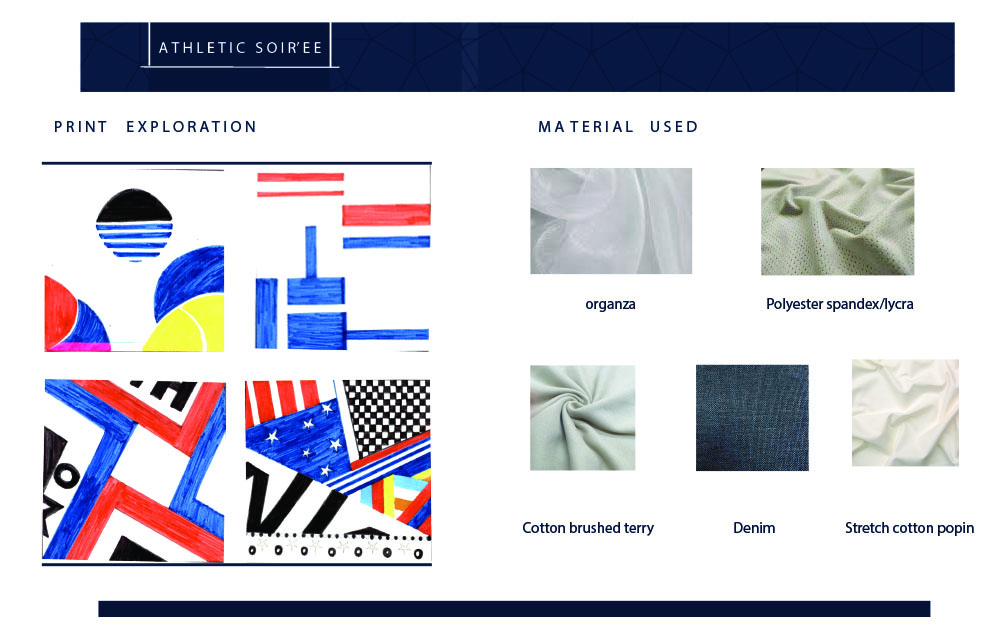 ATHLETIC SOIR'EE
PRINT EXPLORATION
MATERIAL USED
organza
Polyester spandex/lycra
Cotton brushed terry
Denim
Stretch cotton popin